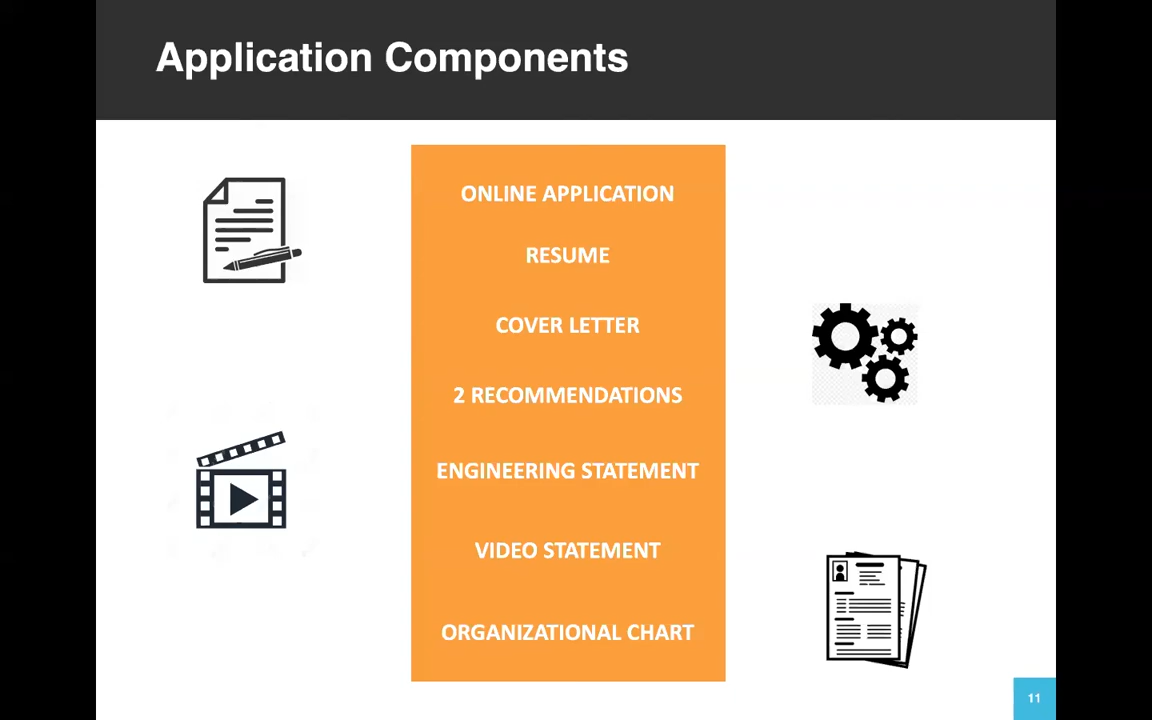 Application Components
ONLINE APPLICATION
RESUME
COVER LETTER
2 RECOMMENDATIONS
ENGINEERING STATEMENT
VIDEO STATEMENT
ORGANIZATIONAL CHART
11